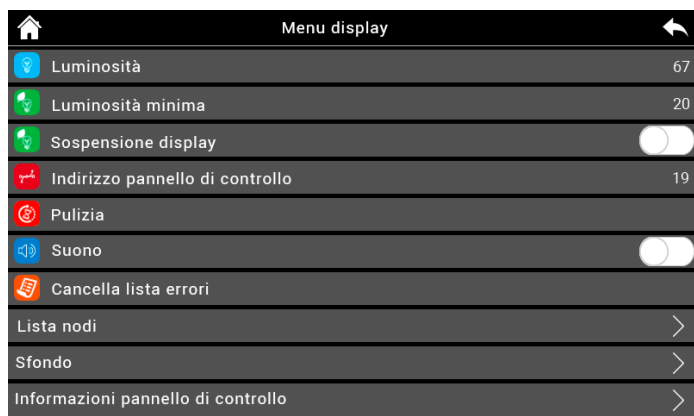 Menu display
Luminosità 67
Luminosità minima 20
Sospensione display
Indirizzo pannello di controllo 19
Pulizia
Suono
Cancella lista errori
Lista nodi
Sfondo
Informazioni pannello di controllo